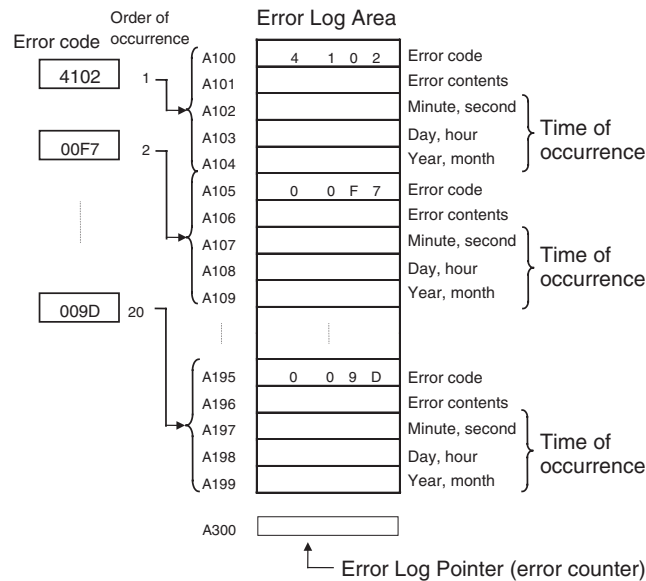 Order of
occurrence
Error Log Area
Error code
A100 4 1 0 2 Error code
4102 1
A101 Error contents
A102 Minute, second
A103 Day, hour
A104 Year, month
Time of
occurrence
00F7 2
A105 0 0 F 7 Error code
A106 Error contents
A107 Minute, second
A108 Day, hour
A109 Year, month
Time of
occurrence
009D 20
A195 0 0 9 D Error code
A196 Error contents
A197 Minute, second
A198 Day, hour
A199 Year, month
Time of
occurrence
A300
Error Log Pointer (error counter)